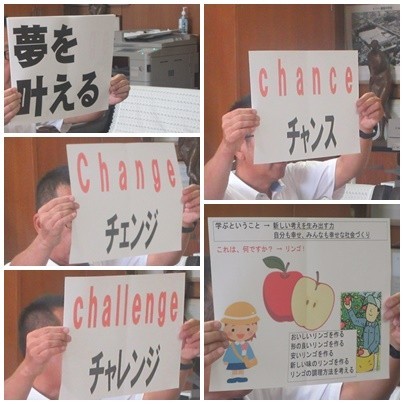 夢を
叶える
chance
チャンス
Change
チェンジ
challenge
チャレンジ
学ぶということ → 新しい考えを生み出す力
自分も幸せ、みんなも幸せな社会づくり
これは、何ですか？ → リンゴ！
おいしいリンゴを作る
形の良いリンゴを作る
安いリンゴを作る
新しい味のリンゴを作る
リンゴの調理方法を考える